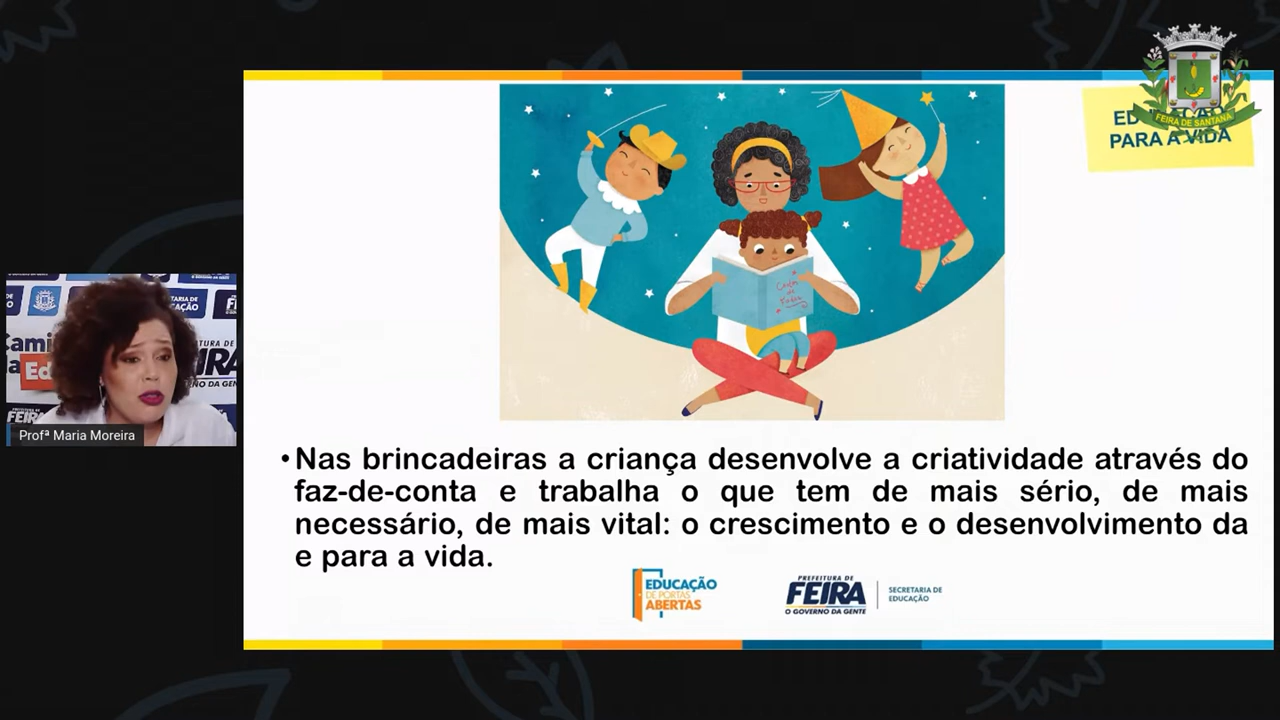 FEIRA DE SANTANA
PARA A VIDA
Profª Maria Moreira
FEIRA
• Nas brincadeiras a criança desenvolve a criatividade através do
faz-de-conta e trabalha o que tem de mais sério, de mais
necessário, de mais vital: o crescimento e o desenvolvimento da
e para a vida.
EDUCAÇÃO
DE PORTAS
ABERTAS
PREFEITURA DE
FEIRA
O GOVERNO DA GENTE
SECRETARIA DE
EDUCAÇÃO